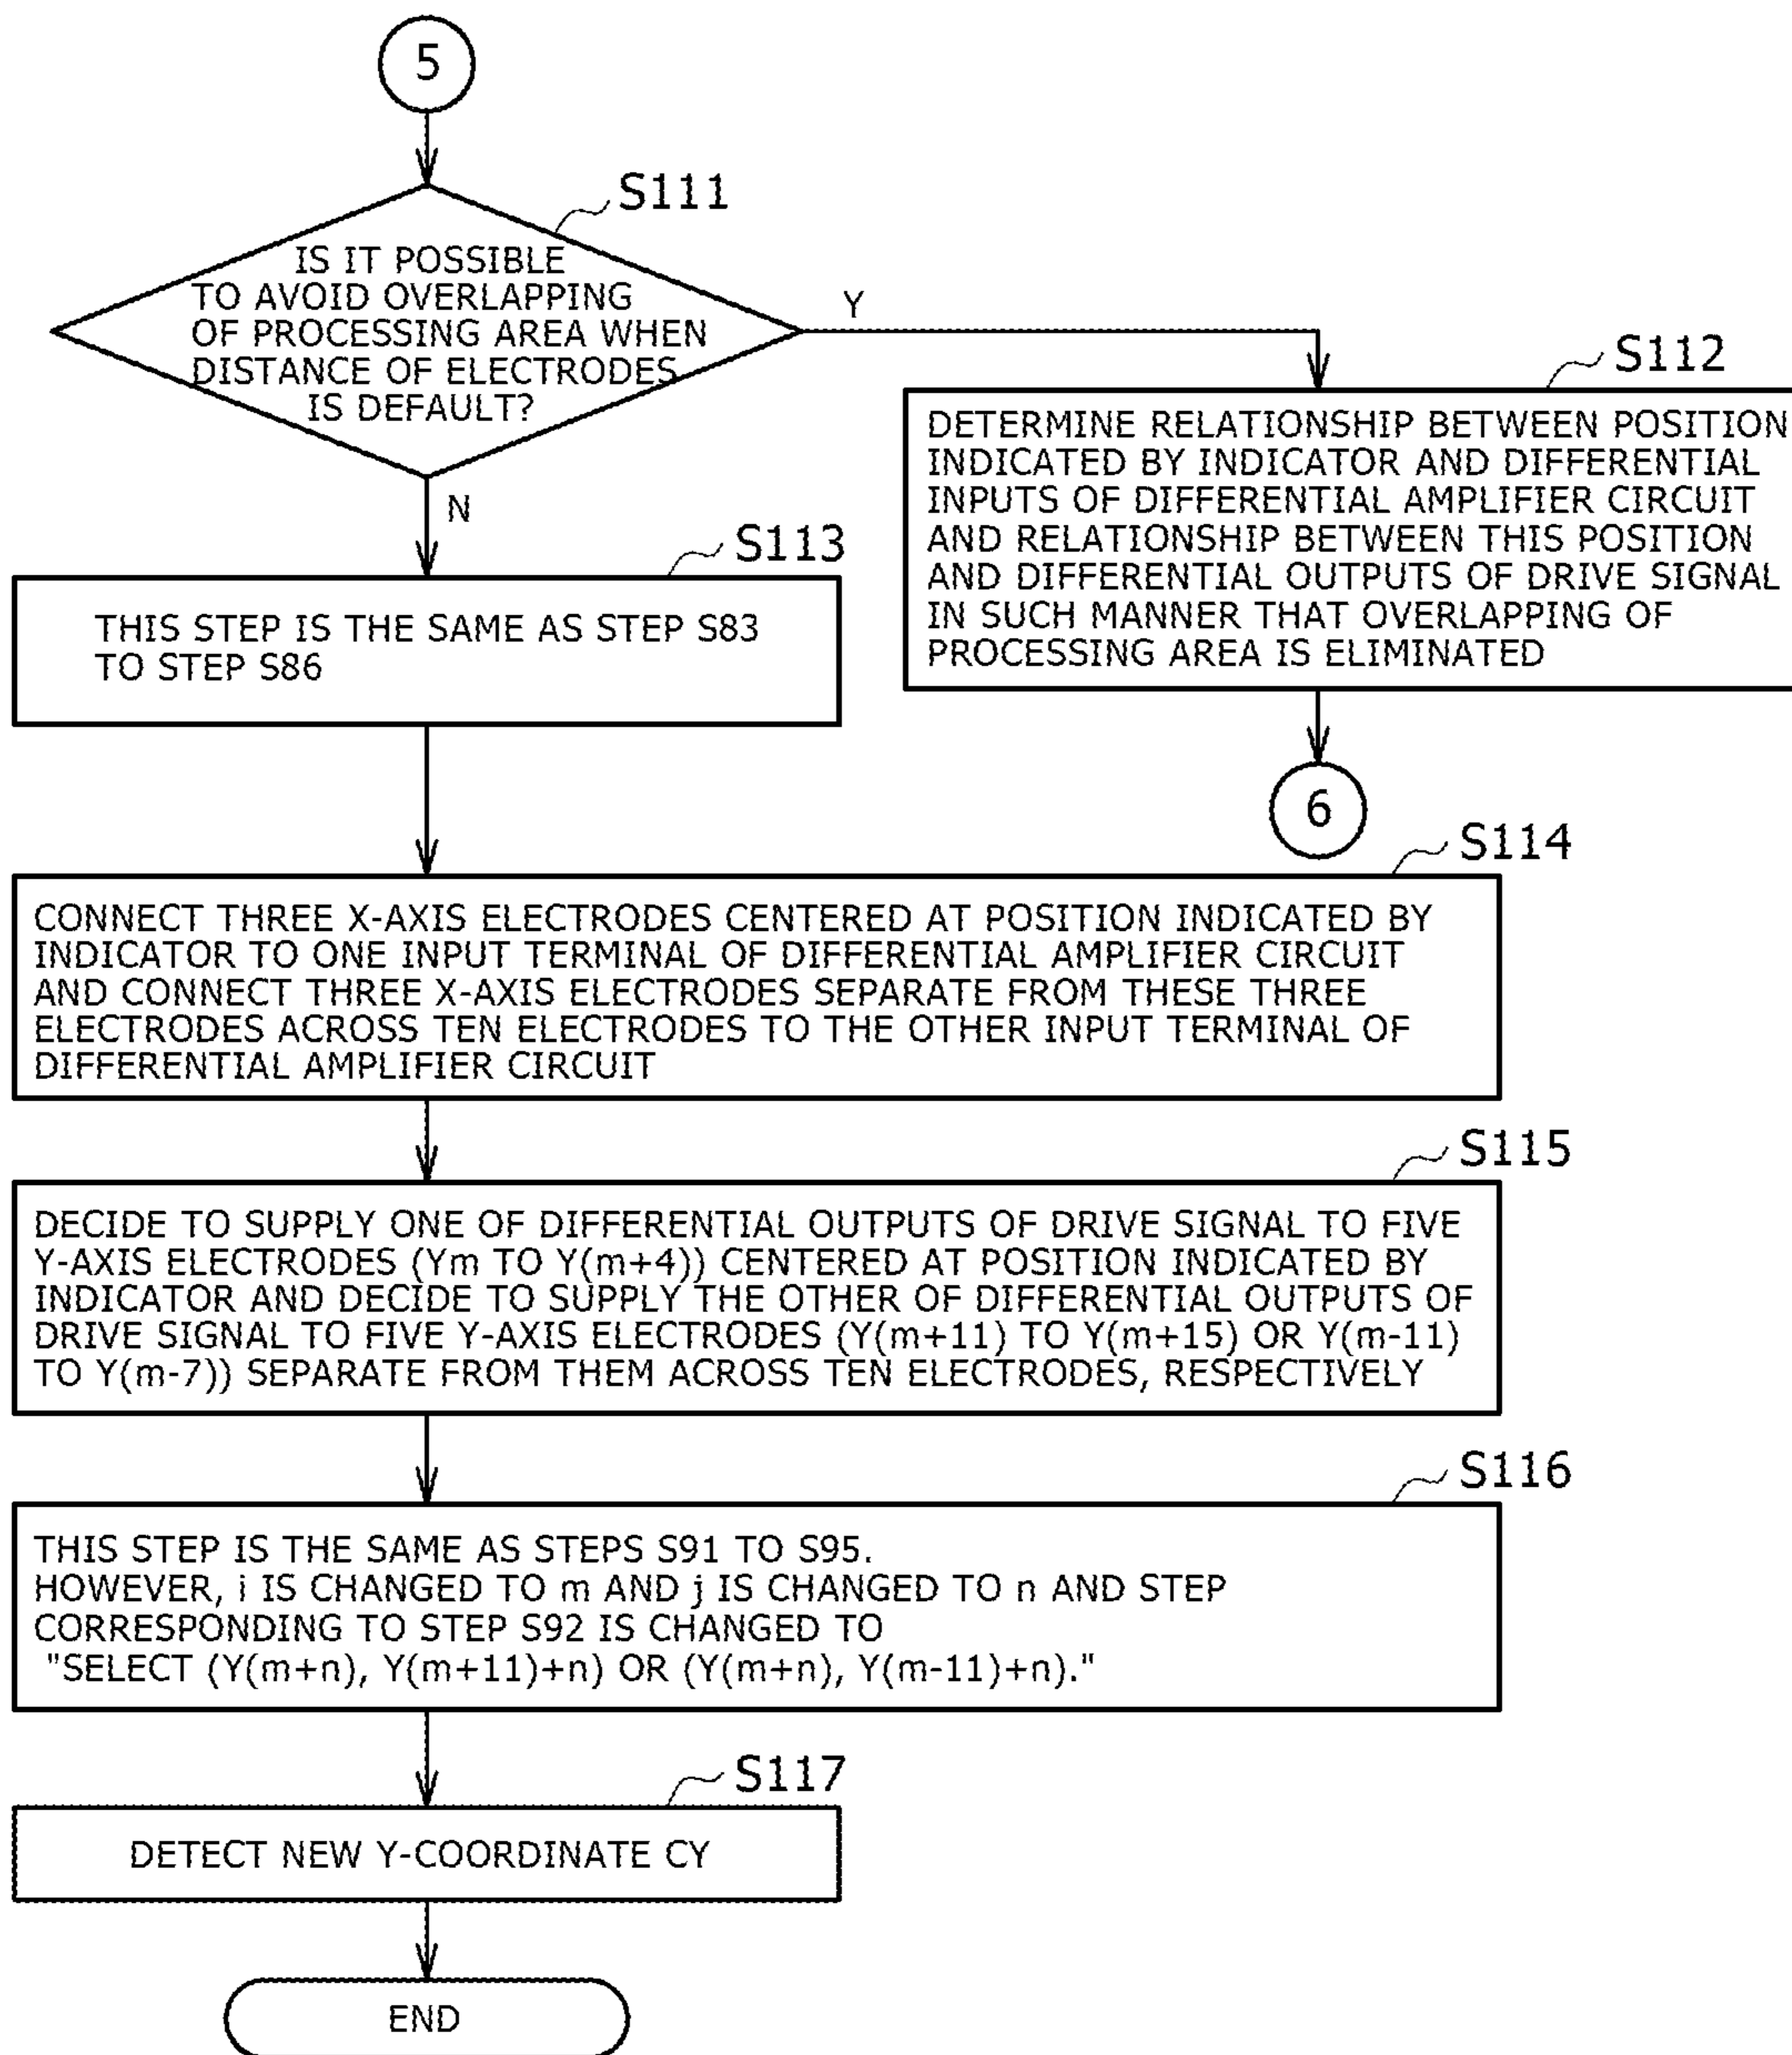 5
S111
IS IT POSSIBLE
TO AVOID OVERLAPPING
OF PROCESSING AREA WHEN
DISTANCE OF ELECTRODES
IS DEFAULT?
Y
N
S112
DETERMINE RELATIONSHIP BETWEEN POSITION
INDICATED BY INDICATOR AND DIFFERENTIAL
INPUTS OF DIFFERENTIAL AMPLIFIER CIRCUIT
AND RELATIONSHIP BETWEEN THIS POSITION
AND DIFFERENTIAL OUTPUTS OF DRIVE SIGNAL
IN SUCH MANNER THAT OVERLAPPING OF
PROCESSING AREA IS ELIMINATED
6
S113
THIS STEP IS THE SAME AS STEP S83
TO STEP S86
S114
CONNECT THREE X-AXIS ELECTRODES CENTERED AT POSITION INDICATED BY
INDICATOR TO ONE INPUT TERMINAL OF DIFFERENTIAL AMPLIFIER CIRCUIT
AND CONNECT THREE X-AXIS ELECTRODES SEPARATE FROM THESE THREE
ELECTRODES ACROSS TEN ELECTRODES TO THE OTHER INPUT TERMINAL OF
DIFFERENTIAL AMPLIFIER CIRCUIT
S115
DECIDE TO SUPPLY ONE OF DIFFERENTIAL OUTPUTS OF DRIVE SIGNAL TO FIVE
Y-AXIS ELECTRODES (Ym TO Y(m+4)) CENTERED AT POSITION INDICATED BY
INDICATOR AND DECIDE TO SUPPLY THE OTHER OF DIFFERENTIAL OUTPUTS OF
DRIVE SIGNAL TO FIVE Y-AXIS ELECTRODES (Y(m+11) TO Y(m+15) OR Y(m-11)
TO Y(m-7)) SEPARATE FROM THEM ACROSS TEN ELECTRODES, RESPECTIVELY
S116
THIS STEP IS THE SAME AS STEPS S91 TO S95.
HOWEVER, i IS CHANGED TO m AND j IS CHANGED TO n AND STEP
CORRESPONDING TO STEP S92 IS CHANGED TO
"SELECT (Y(m+n), Y(m+11)+n) OR (Y(m+n), Y(m-11)+n)."
S117
DETECT NEW Y-COORDINATE CY
END